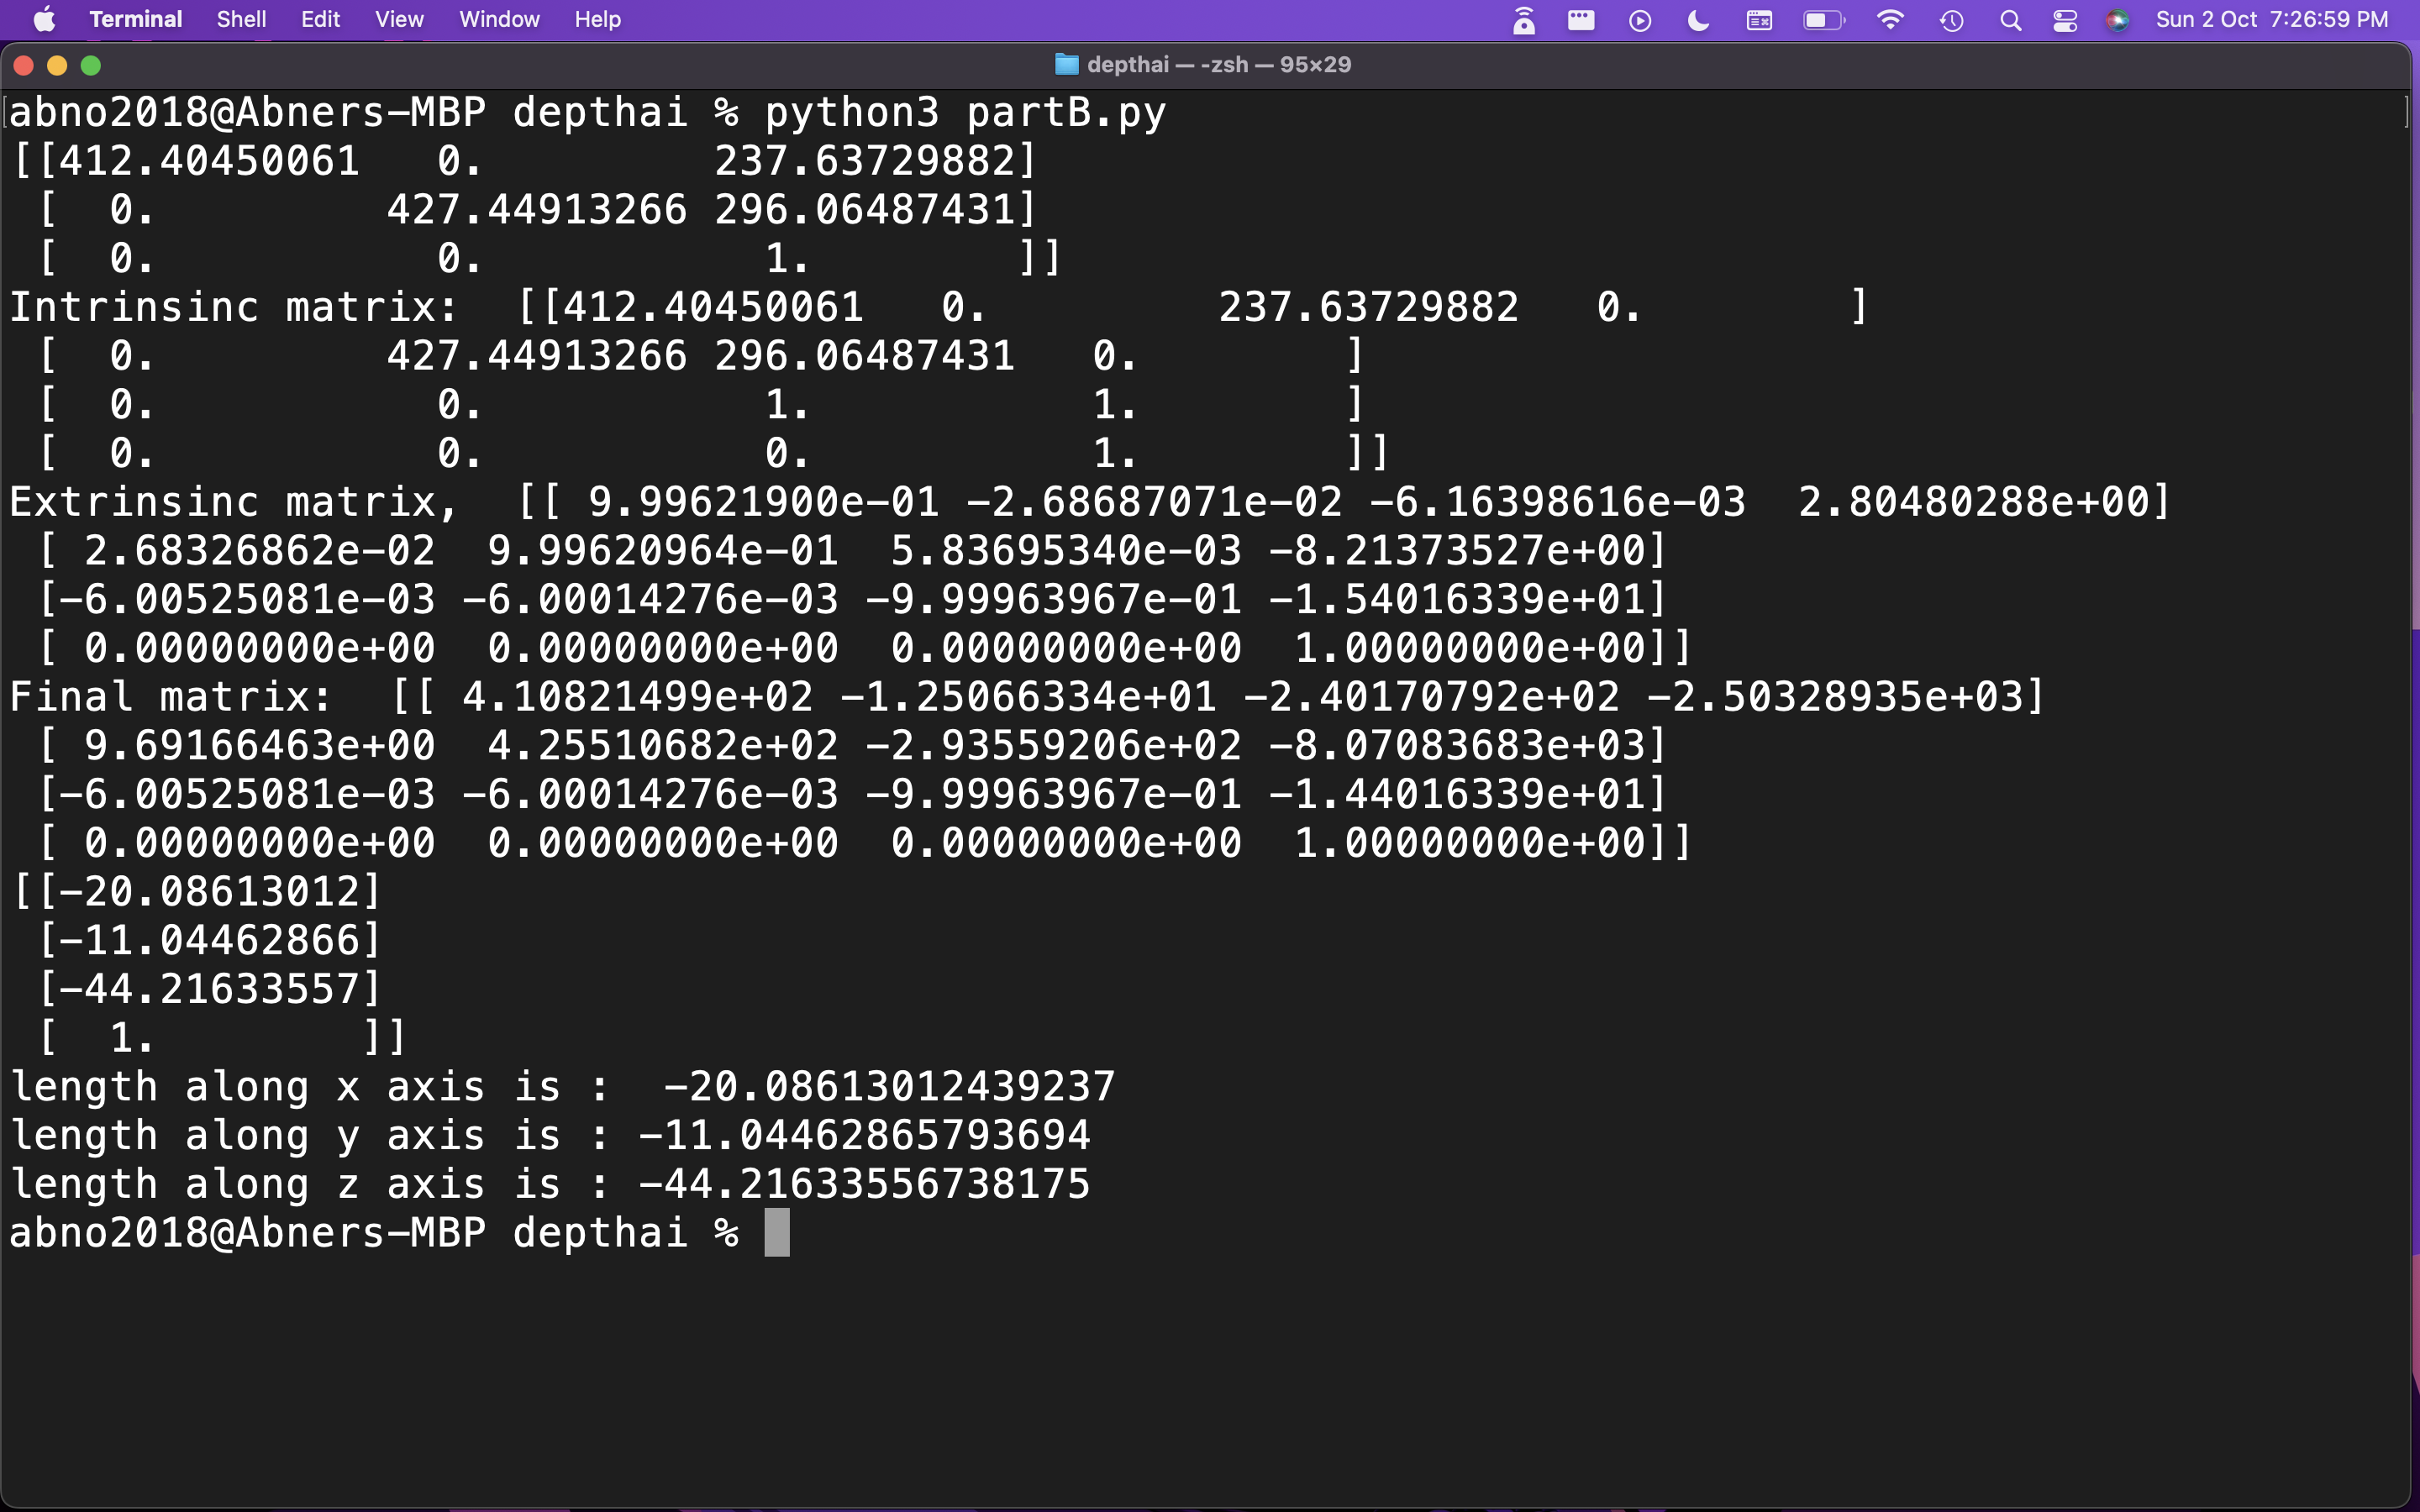 Terminal Shell Edit View Window Help Sun 2 Oct 7:26:59 PM
depthai — -zsh — 95×29
abno2018@Abners-MBP depthai % python3 partB.py
[[412.40450061   0.         237.63729882]
 [  0.         427.44913266 296.06487431]
 [  0.           0.           1.        ]]
Intrinsinc matrix:  [[412.40450061   0.         237.63729882   0.        ]
 [  0.         427.44913266 296.06487431   0.        ]
 [  0.           0.           1.           1.        ]
 [  0.           0.           0.           1.        ]]
Extrinsinc matrix,  [[ 9.99621900e-01 -2.68687071e-02 -6.16398616e-03  2.80480288e+00]
 [ 2.68326862e-02  9.99620964e-01  5.83695340e-03 -8.21373527e+00]
 [-6.00525081e-03 -6.00014276e-03 -9.99963967e-01 -1.54016339e+01]
 [ 0.00000000e+00  0.00000000e+00  0.00000000e+00  1.00000000e+00]]
Final matrix:  [[ 4.10821499e+02 -1.25066334e+01 -2.40170792e+02 -2.50328935e+03]
 [ 9.69166463e+00  4.25510682e+02 -2.93559206e+02 -8.07083683e+03]
 [-6.00525081e-03 -6.00014276e-03 -9.99963967e-01 -1.44016339e+01]
 [ 0.00000000e+00  0.00000000e+00  0.00000000e+00  1.00000000e+00]]
[[-20.08613012]
 [-11.04462866]
 [-44.21633557]
 [  1.        ]]
length along x axis is :  -20.08613012439237
length along y axis is : -11.04462865793694
length along z axis is : -44.21633556738175
abno2018@Abners-MBP depthai %